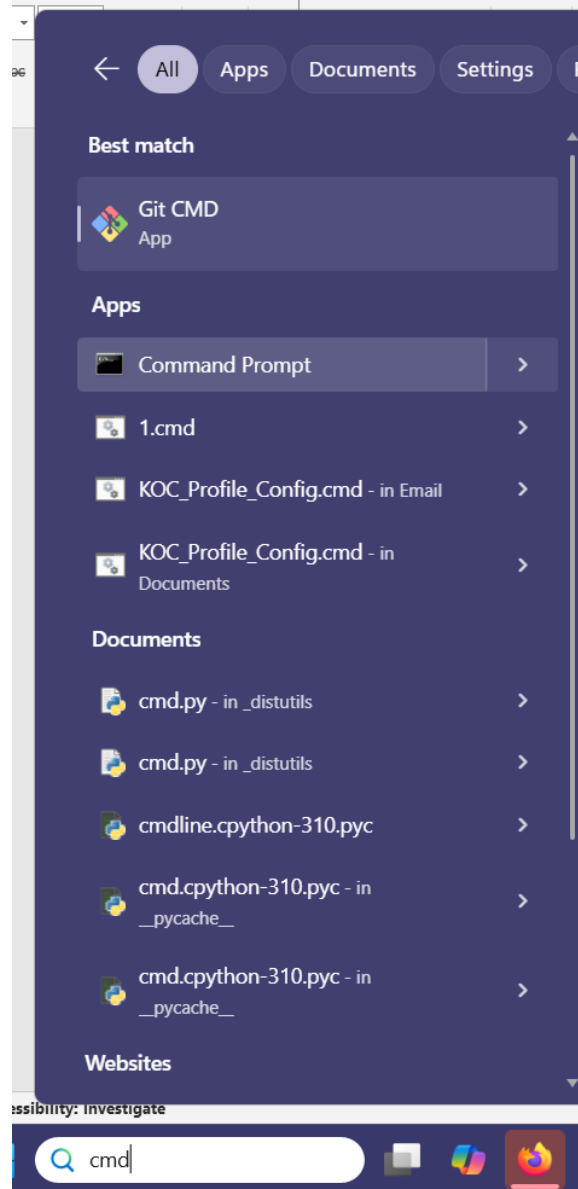 All Apps Documents Settings
Best match
Git CMD
App
Apps
Command Prompt
1.cmd
KOC_Profile_Config.cmd - in Email
KOC_Profile_Config.cmd - in
Documents
Documents
cmd.py - in _distutils
cmd.py - in _distutils
cmdline.cpython-310.pyc
cmd.cpython-310.pyc - in
__pycache__
cmd.cpython-310.pyc - in
__pycache__
Websites
essibility: Investigate
cmd